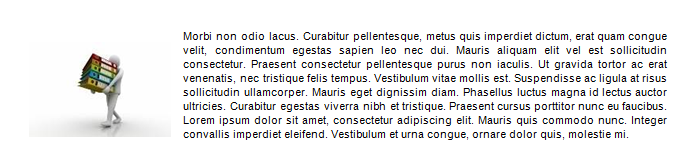 Morbi non odio lacus. Curabitur pellentesque, metus quis imperdiet dictum, erat quam congue
velit, condimentum egestas sapien leo nec dui. Mauris aliquam elit vel est sollicitudin
consectetur. Praesent consectetur pellentesque purus non iaculis. Ut gravida tortor ac erat
venenatis, nec tristique felis tempus. Vestibulum vitae mollis est. Suspendisse ac ligula at risus
sollicitudin ullamcorper. Mauris eget dignissim diam. Phasellus luctus magna id lectus auctor
ultricies. Curabitur egestas viverra nibh et tristique. Praesent cursus porttitor nunc eu faucibus.
Lorem ipsum dolor sit amet, consectetur adipiscing elit. Mauris quis commodo nunc. Integer
convallis imperdiet eleifend. Vestibulum et urna congue, ornare dolor quis, molestie mi.